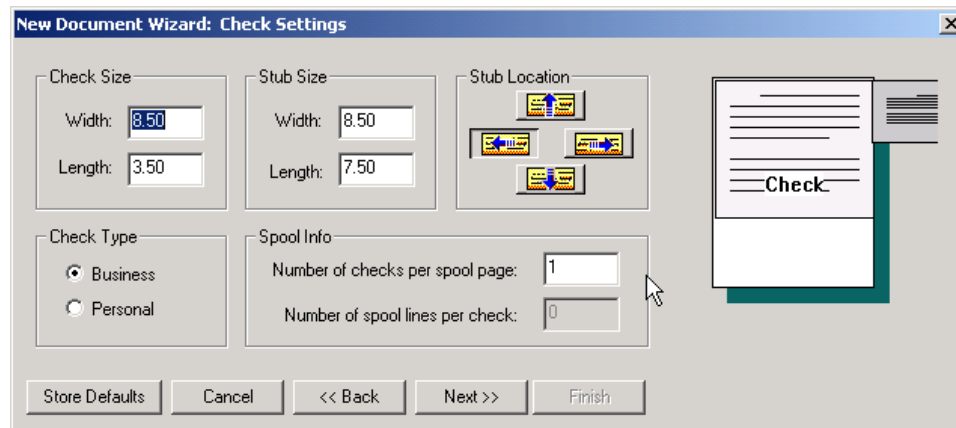 New Document Wizard: Check Settings
Check Size
Width: 8.50
Length: 3.50
Stub Size
Width: 8.50
Length: 7.50
Stub Location
Check
Check Type
Business
Personal
Spool Info
Number of checks per spool page: 1
Number of spool lines per check: 0
Store Defaults Cancel << Back Next >> Finish